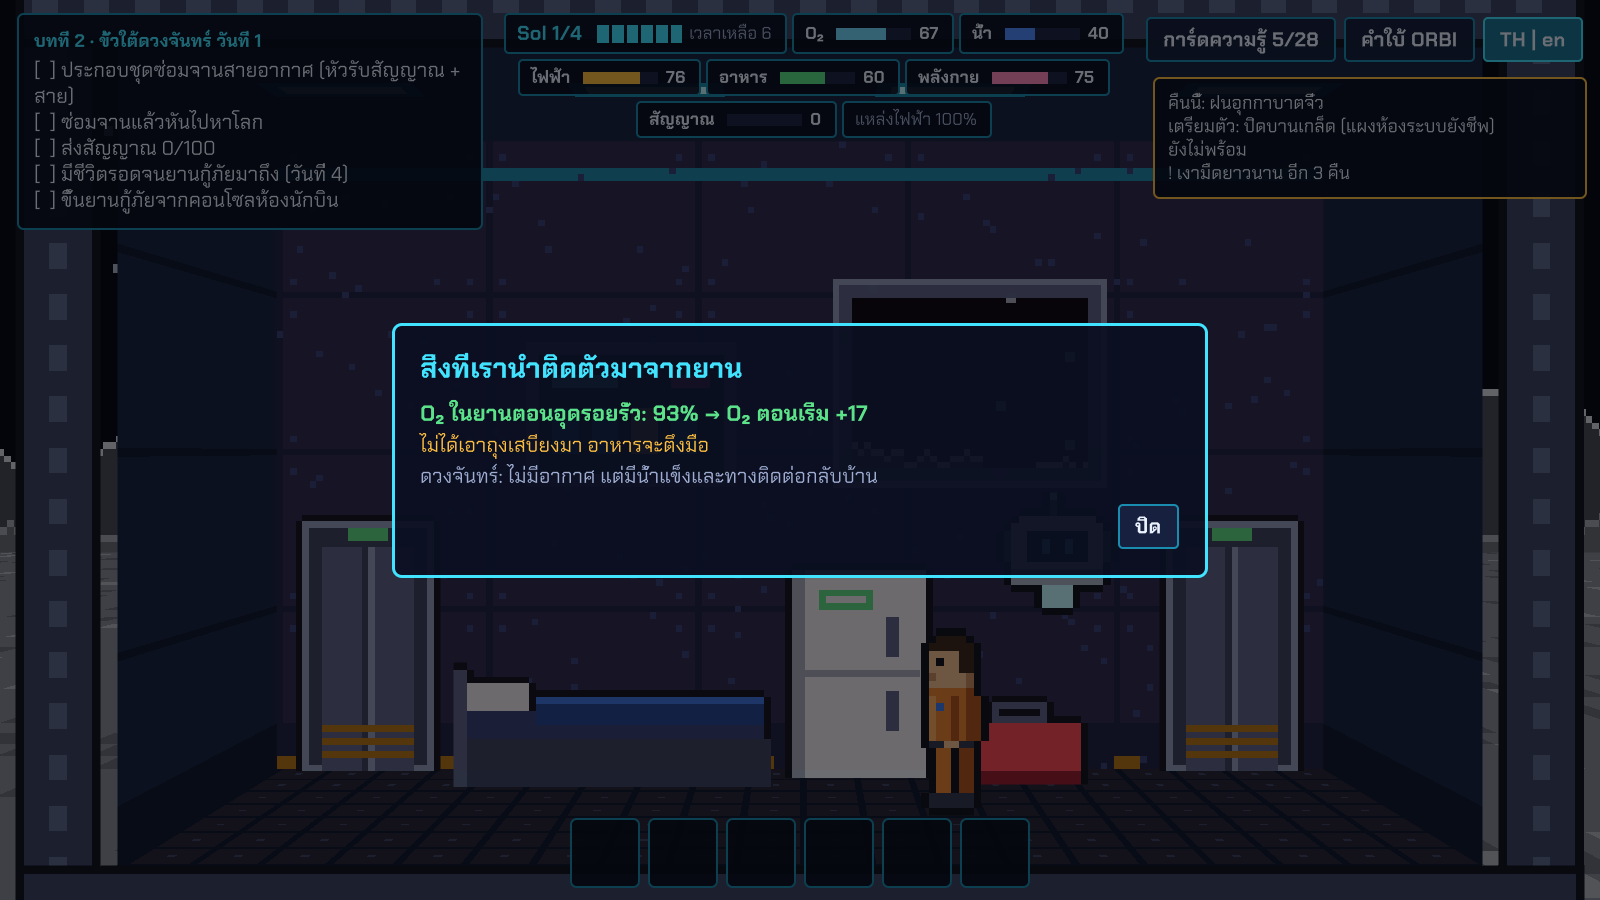 บทที่ 2 · ขั้วใต้ดวงจันทร์ วันที่ 1
[ ] ประกอบชุดซ่อมจานสายอากาศ (หัวรับสัญญาณ +
สาย)
[ ] ซ่อมจานแล้วหันไปหาโลก
[ ] ส่งสัญญาณ 0/100
[ ] มีชีวิตรอดจนยานกู้ภัยมาถึง (วันที่ 4)
[ ] ขึ้นยานกู้ภัยจากคอนโซลห้องนักบิน
Sol 1/4 เวลาเหลือ 6
O₂ 67
น้ำ 40
ไฟฟ้า 76
อาหาร 60
พลังกาย 75
สัญญาณ 0
แหล่งไฟฟ้า 100%
การ์ดความรู้ 5/28
คำใบ้ ORBI
TH | en
คืนนี้: ฝนอุกกาบาตจิ๋ว
เตรียมตัว: ปิดบานเกล็ด (แผงห้องระบบยังชีพ)
ยังไม่พร้อม
! เงามืดยาวนาน อีก 3 คืน
สิ่งที่เรานำติดตัวมาจากยาน
O₂ ในยานตอนอุดรอยรั่ว: 93% → O₂ ตอนเริ่ม +17
ไม่ได้เอาถุงเสบียงมา อาหารจะตึงมือ
ดวงจันทร์: ไม่มีอากาศ แต่มีน้ำแข็งและทางติดต่อกลับบ้าน
ปิด